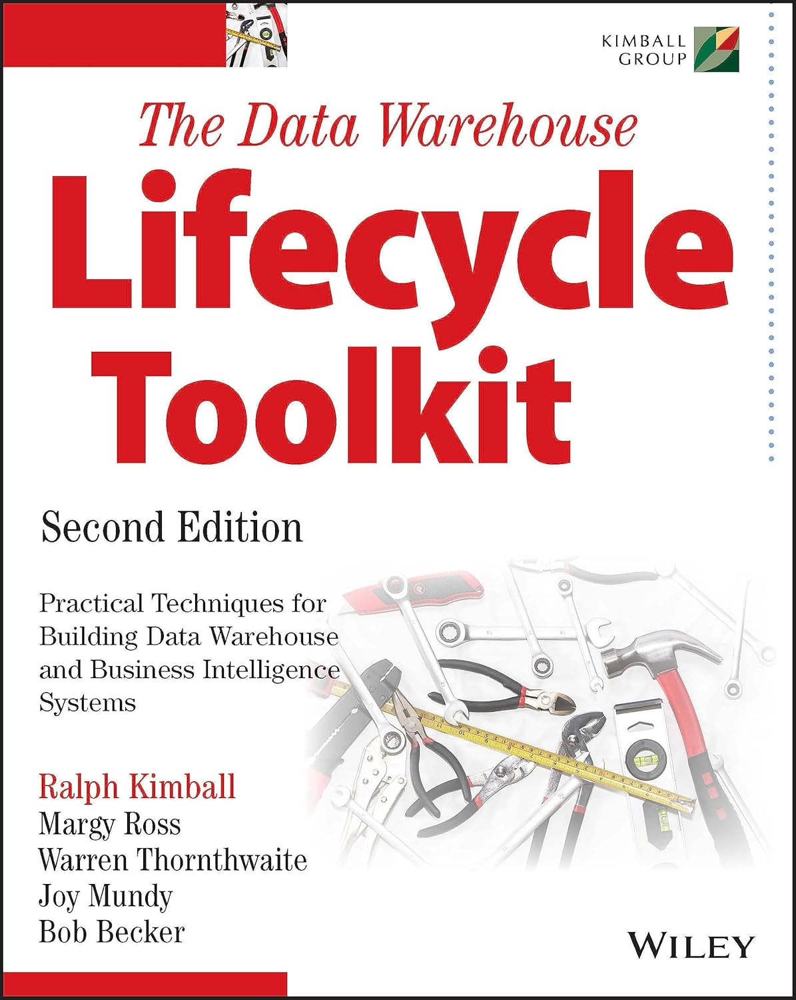 KIMBALL
GROUP
The Data Warehouse
Lifecycle
Toolkit
Second Edition
Practical Techniques for
Building Data Warehouse
and Business Intelligence
Systems
Ralph Kimball
Margy Ross
Warren Thornthwaite
Joy Mundy
Bob Becker
WILEY